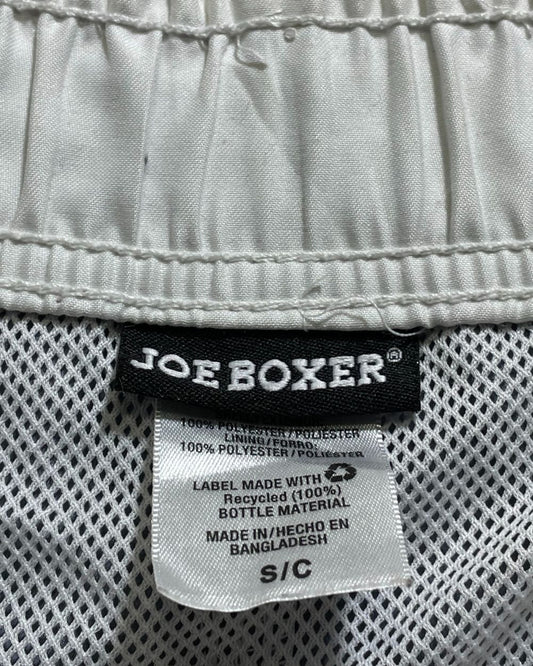 JOE BOXER®
100% POLYESTER/POLIESTER
LINING/FORRO:
100% POLYESTER/POLIESTER
LABEL MADE WITH
Recycled (100%)
BOTTLE MATERIAL
MADE IN/HECHO EN
BANGLADESH
S/C